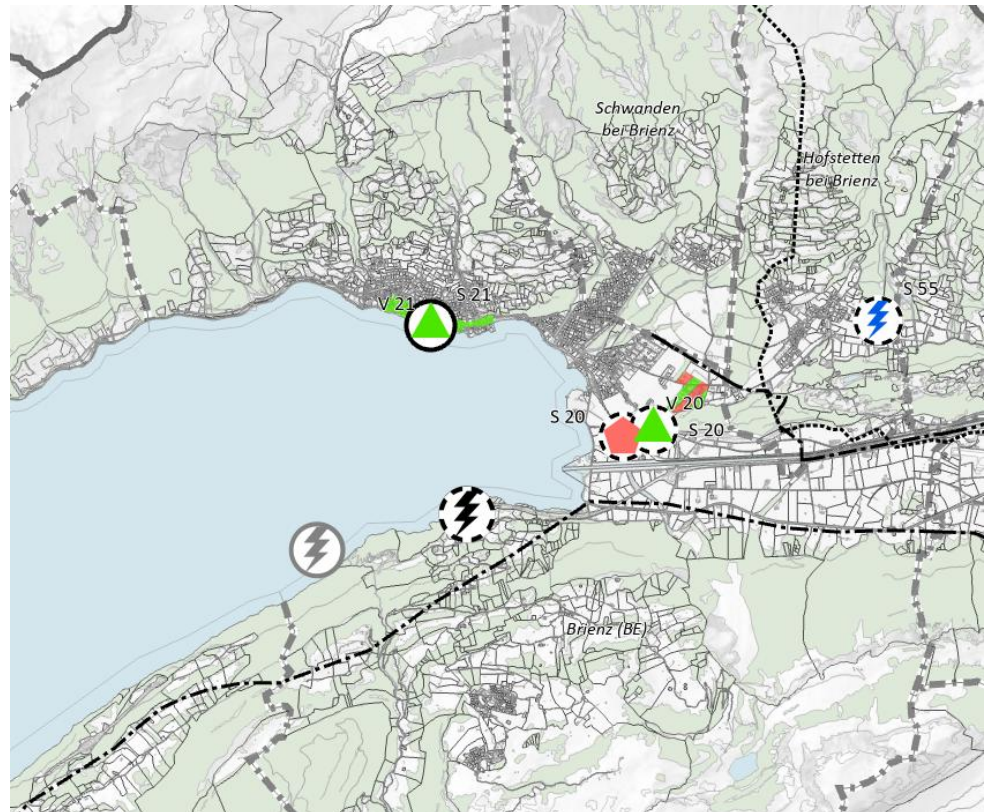 Schwanden
bei Brienz
Hofstetten
bei Brienz
S 55
V 21
S 21
V 20
S 20
S 20
Brienz (BE)